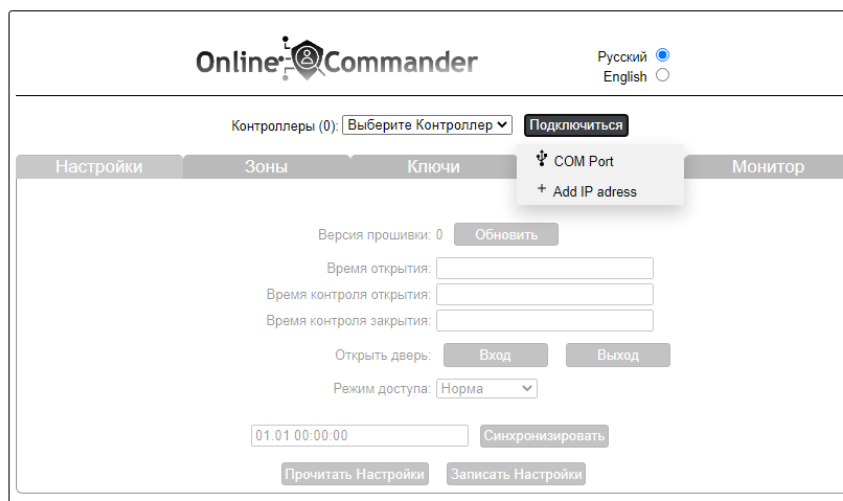 Online Commander
Русский
English
Контроллеры (0): Выберите Контроллер Подключиться
Настройки Зоны Ключи Монитор
COM Port
+ Add IP adress
Версия прошивки: 0 Обновить
Время открытия:
Время контроля открытия:
Время контроля закрытия:
Открыть дверь: Вход Выход
Режим доступа: Норма
01.01 00:00:00 Синхронизировать
Прочитать Настройки Записать Настройки